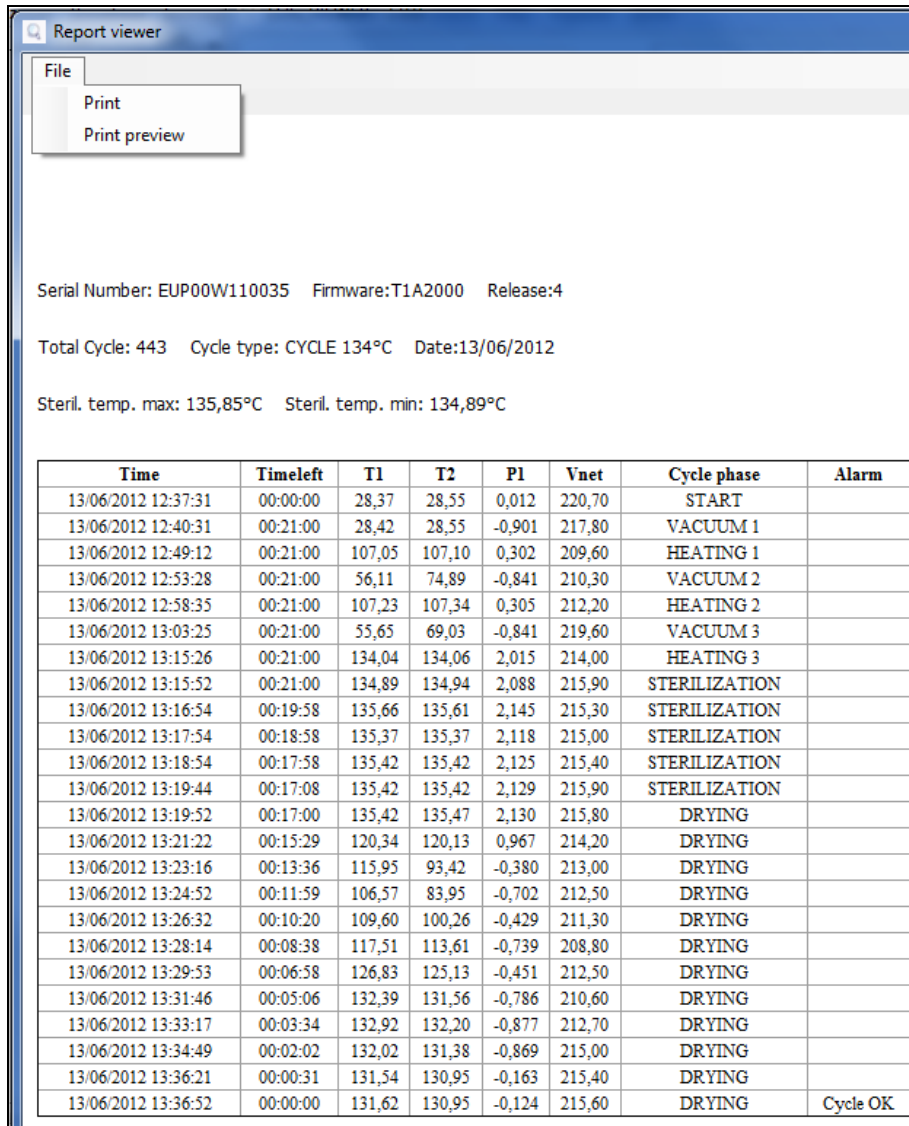 Report viewer
File
Print
Print preview
Serial Number: EUP00W110035 Firmware:T1A2000 Release:4
Total Cycle: 443 Cycle type: CYCLE 134°C Date:13/06/2012
Steril. temp. max: 135,85°C Steril. temp. min: 134,89°C
Time Timeleft T1 T2 P1 Vnet Cycle phase Alarm
13/06/2012 12:37:31 00:00:00 28,37 28,55 0,012 220,70 START
13/06/2012 12:40:31 00:21:00 28,42 28,55 -0,901 217,80 VACUUM 1
13/06/2012 12:49:12 00:21:00 107,05 107,10 0,302 209,60 HEATING 1
13/06/2012 12:53:28 00:21:00 56,11 74,89 -0,841 210,30 VACUUM 2
13/06/2012 12:58:35 00:21:00 107,23 107,34 0,305 212,20 HEATING 2
13/06/2012 13:03:25 00:21:00 55,65 69,03 -0,841 219,60 VACUUM 3
13/06/2012 13:15:26 00:21:00 134,04 134,06 2,015 214,00 HEATING 3
13/06/2012 13:15:52 00:21:00 134,89 134,94 2,088 215,90 STERILIZATION
13/06/2012 13:16:54 00:19:58 135,66 135,61 2,145 215,30 STERILIZATION
13/06/2012 13:17:54 00:18:58 135,37 135,37 2,118 215,00 STERILIZATION
13/06/2012 13:18:54 00:17:58 135,42 135,42 2,125 215,40 STERILIZATION
13/06/2012 13:19:44 00:17:08 135,42 135,42 2,129 215,90 STERILIZATION
13/06/2012 13:19:52 00:17:00 135,42 135,47 2,130 215,80 DRYING
13/06/2012 13:21:22 00:15:29 120,34 120,13 0,967 214,20 DRYING
13/06/2012 13:23:16 00:13:36 115,95 93,42 -0,380 213,00 DRYING
13/06/2012 13:24:52 00:11:59 106,57 83,95 -0,702 212,50 DRYING
13/06/2012 13:26:32 00:10:20 109,60 100,26 -0,429 211,30 DRYING
13/06/2012 13:28:14 00:08:38 117,51 113,61 -0,739 208,80 DRYING
13/06/2012 13:29:53 00:06:58 126,83 125,13 -0,451 212,50 DRYING
13/06/2012 13:31:46 00:05:06 132,39 131,56 -0,786 210,60 DRYING
13/06/2012 13:33:17 00:03:34 132,92 132,20 -0,877 212,70 DRYING
13/06/2012 13:34:49 00:02:02 132,02 131,38 -0,869 215,00 DRYING
13/06/2012 13:36:21 00:00:31 131,54 130,95 -0,163 215,40 DRYING
13/06/2012 13:36:52 00:00:00 131,62 130,95 -0,124 215,60 DRYING Cycle OK